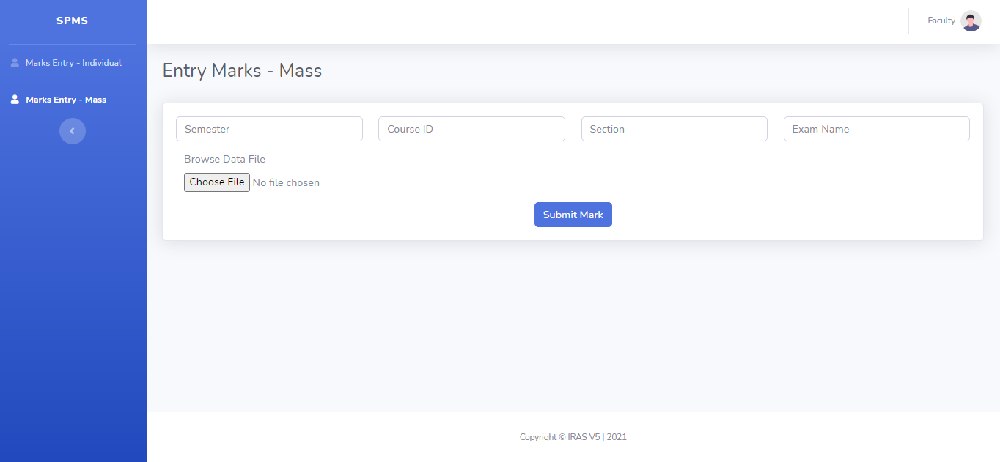 SPMS
Faculty
Marks Entry - Individual
Marks Entry - Mass
Entry Marks - Mass
Semester
Course ID
Section
Exam Name
Browse Data File
Choose File No file chosen
Submit Mark
Copyright © IRAS V5 | 2021